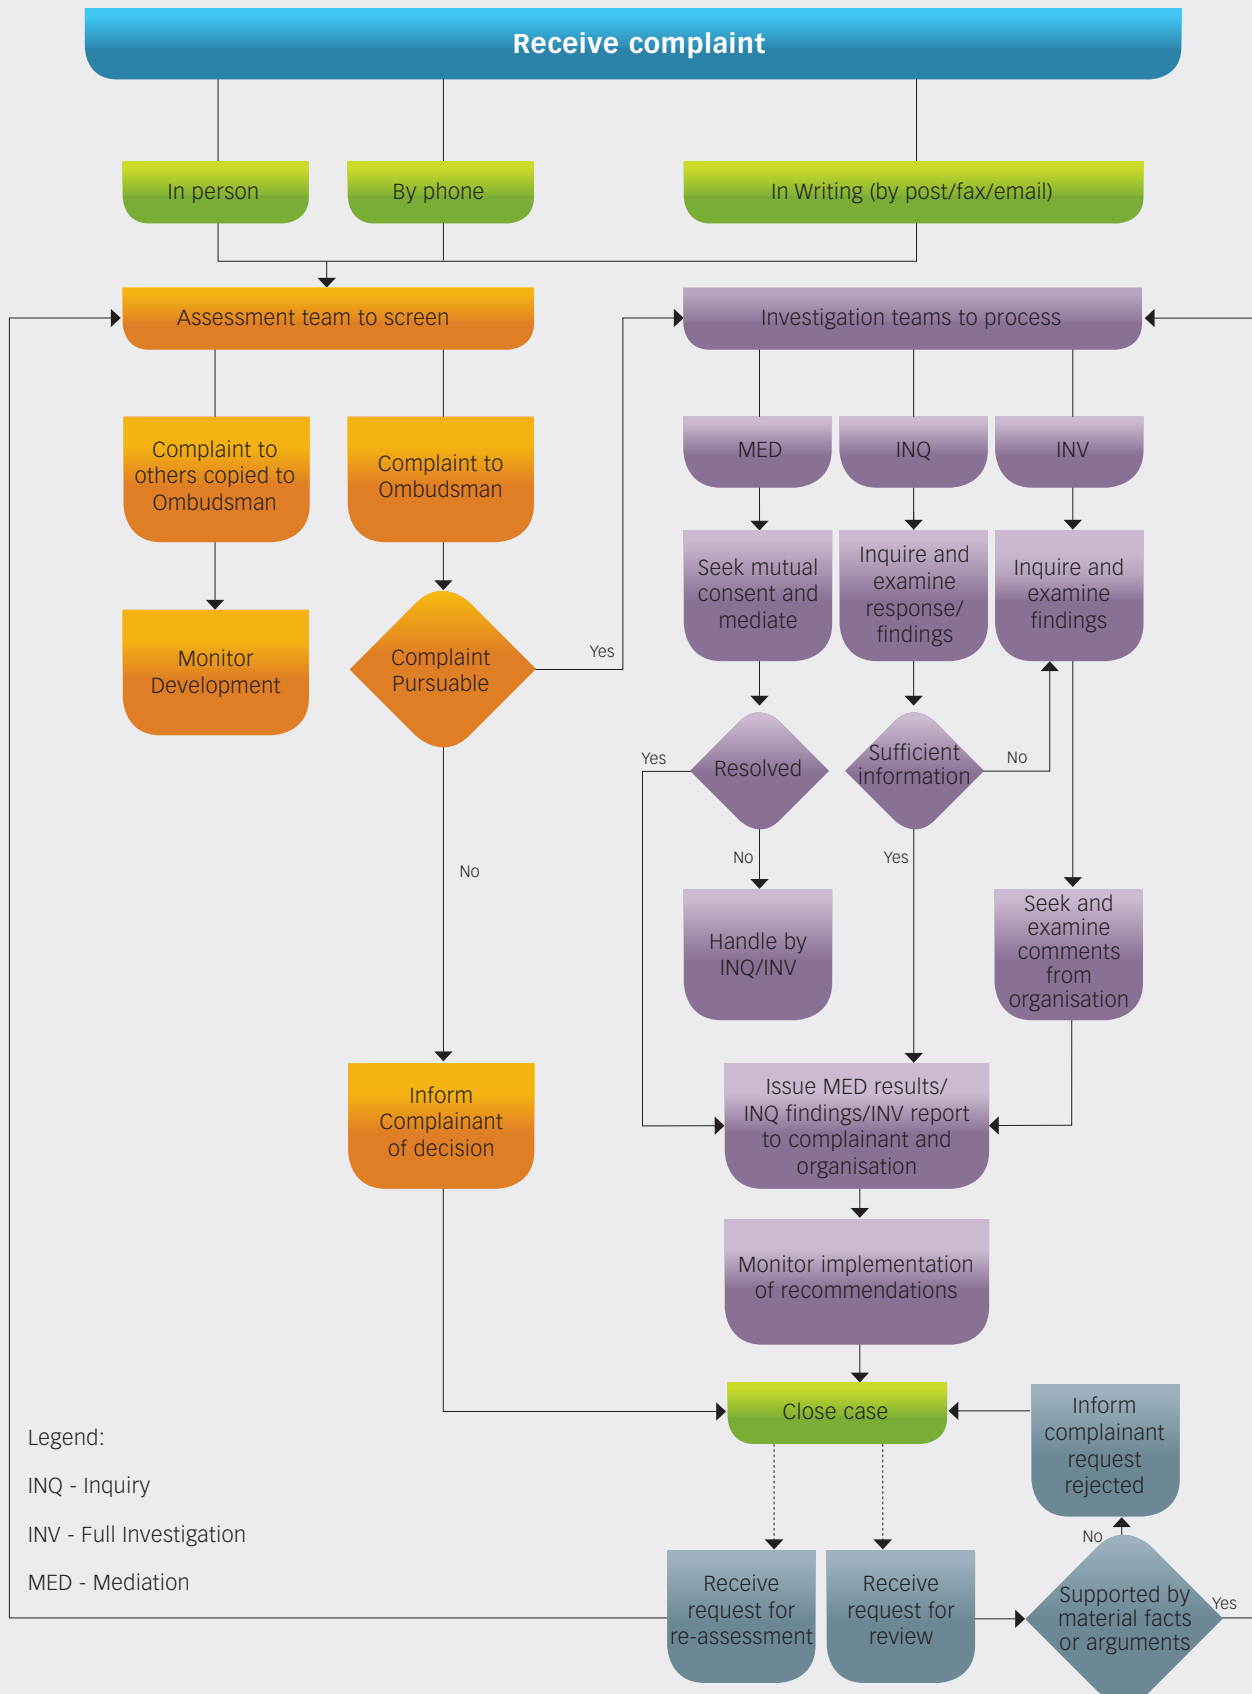 Receive complaint
In person
By phone
In Writing (by post/fax/email)
Assessment team to screen
Investigation teams to process
Complaint to
others copied to
Ombudsman
Complaint to
Ombudsman
MED
INQ
INV
Seek mutual
consent and
mediate
Inquire and
examine
response/
findings
Inquire and
examine
findings
Monitor
Development
Complaint
Pursuable
Yes
No
Resolved
Yes
No
Sufficient
information
No
Yes
Handle by
INQ/INV
Seek and
examine
comments
from
organisation
Inform
Complainant
of decision
Issue MED results/
INQ findings/INV report
to complainant and
organisation
Monitor implementation
of recommendations
Close case
Inform
complainant
request
rejected
Legend:
INQ - Inquiry
INV - Full Investigation
MED - Mediation
Receive
request for
re-assessment
Receive
request for
review
No
Supported by
material facts
or arguments
Yes